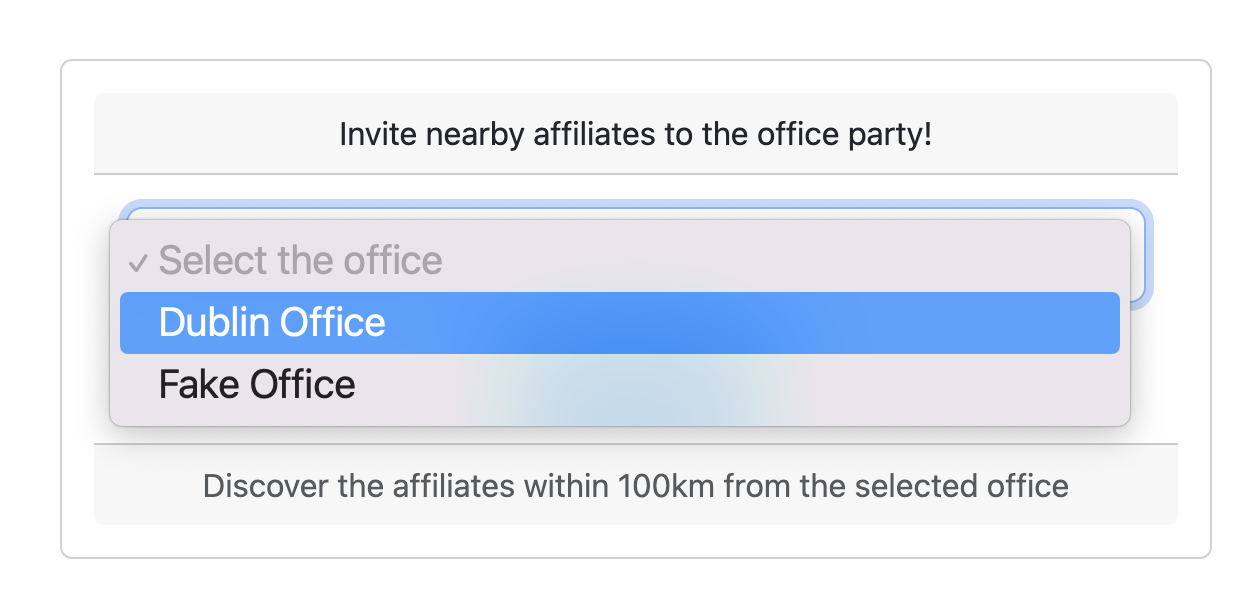 Invite nearby affiliates to the office party!
✓ Select the office
Dublin Office
Fake Office
Discover the affiliates within 100km from the selected office